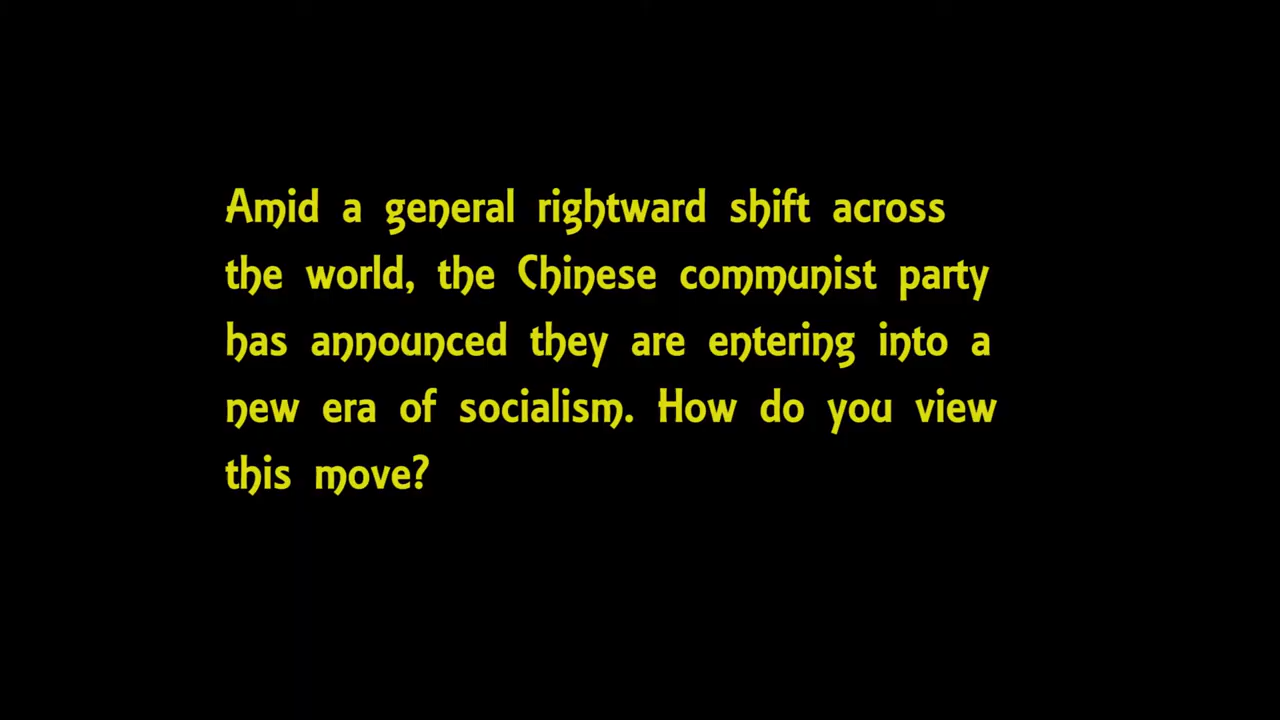 Amid a general rightward shift across
the world, the Chinese communist party
has announced they are entering into a
new era of socialism. How do you view
this move?